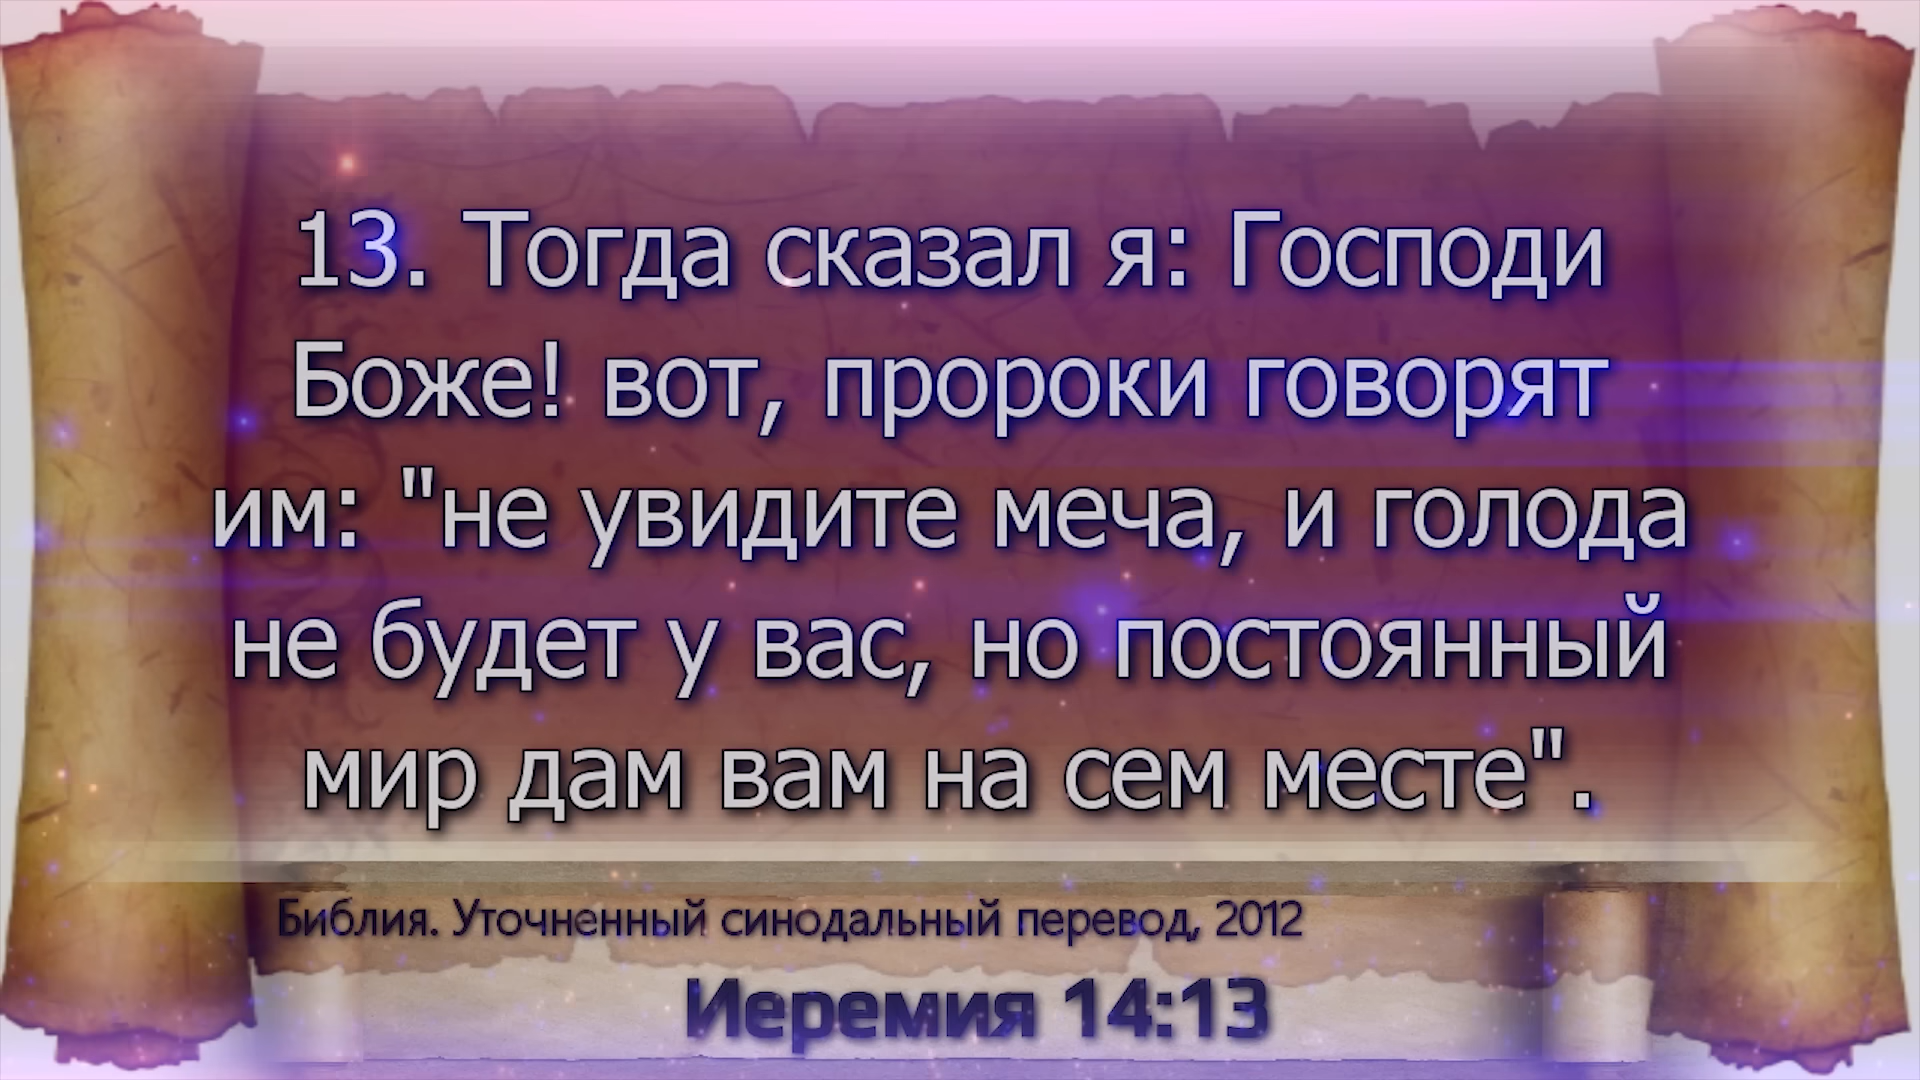 13. Тогда сказал я: Господи
Боже! вот, пророки говорят
им: "не увидите меча, и голода
не будет у вас, но постоянный
мир дам вам на сем месте".
Библия. Уточненный синодальный перевод, 2012
Иеремия 14:13